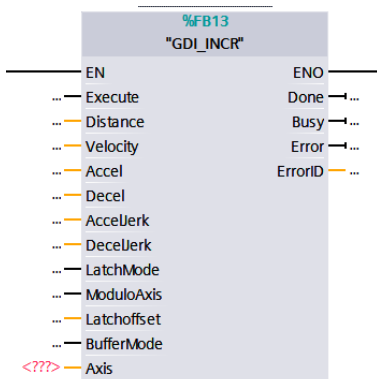 %FB13
"GDI_INCR"
EN ENO
... Execute Done ...
... Distance Busy ...
... Velocity Error ...
... Accel ErrorID ...
... Decel
... AccelJerk
... DecelJerk
... LatchMode
... ModuloAxis
... Latchoffset
... BufferMode
<???> Axis